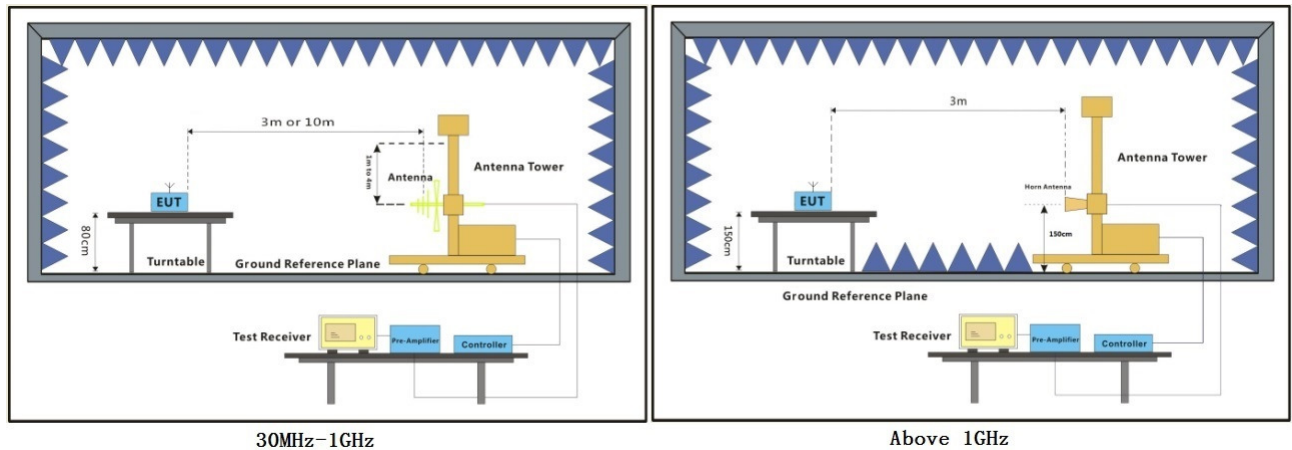 3m or 10m
1m to 4m
Antenna
Antenna Tower
EUT
80cm
Turntable
Ground Reference Plane
Test Receiver
Pre-Amplifier
Controller
30MHz-1GHz
3m
Antenna Tower
Horn Antenna
EUT
150cm
150cm
Turntable
Ground Reference Plane
Test Receiver
Pre-Amplifier
Controller
Above 1GHz